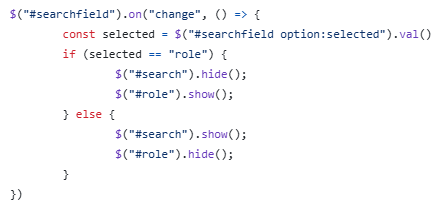 $("#searchfield").on("change", () => {
        const selected = $("#searchfield option:selected").val()
        if (selected == "role") {
                $("#search").hide();
                $("#role").show();
        } else {
                $("#search").show();
                $("#role").hide();
        }
})